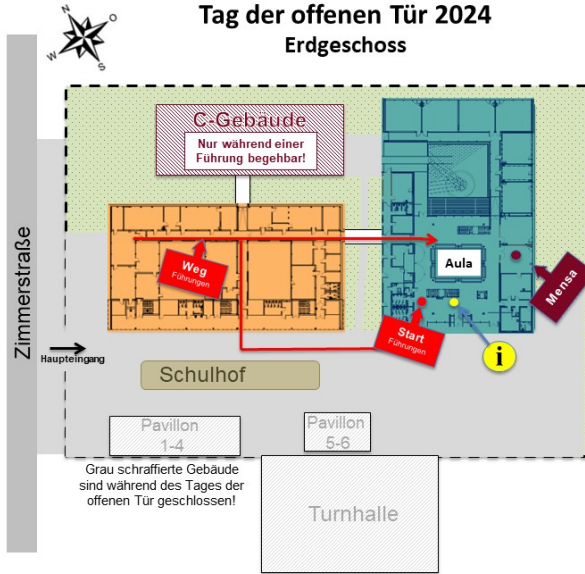 Tag der offenen Tür 2024
Erdgeschoss
N
O
W
S
C-Gebäude
Nur während einer
Führung begehbar!
Weg
Führungen
Aula
Mensa
Start
Führungen
i
Zimmerstraße
Haupteingang
Schulhof
Pavillon
1-4
Pavillon
5-6
Grau schraffierte Gebäude
sind während des Tages der
offenen Tür geschlossen!
Turnhalle